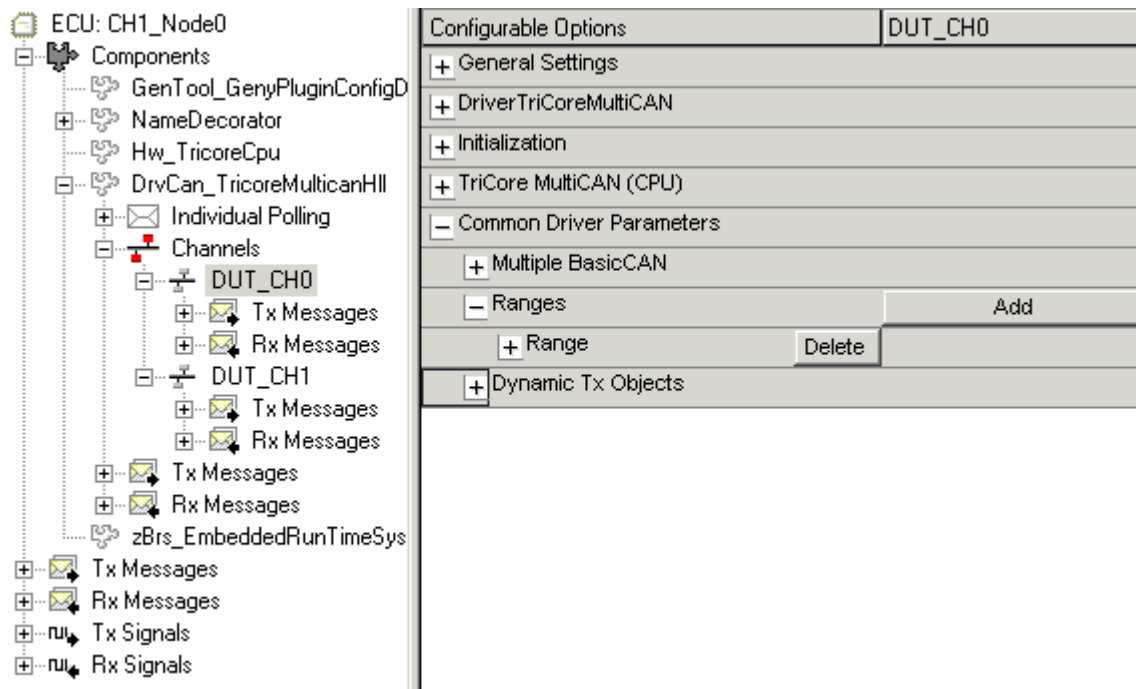 ECU: CH1_Node0
Components
GenTool_GenyPluginConfigD
NameDecorator
Hw_TricoreCpu
DrvCan_TricoreMulticanHll
Individual Polling
Channels
DUT_CH0
Tx Messages
Rx Messages
DUT_CH1
Tx Messages
Rx Messages
Tx Messages
Rx Messages
zBrs_EmbeddedRunTimeSys
Tx Messages
Rx Messages
Tx Signals
Rx Signals
Configurable Options DUT_CH0
General Settings
DriverTriCoreMultiCAN
Initialization
TriCore MultiCAN (CPU)
Common Driver Parameters
Multiple BasicCAN
Ranges Add
Range Delete
Dynamic Tx Objects